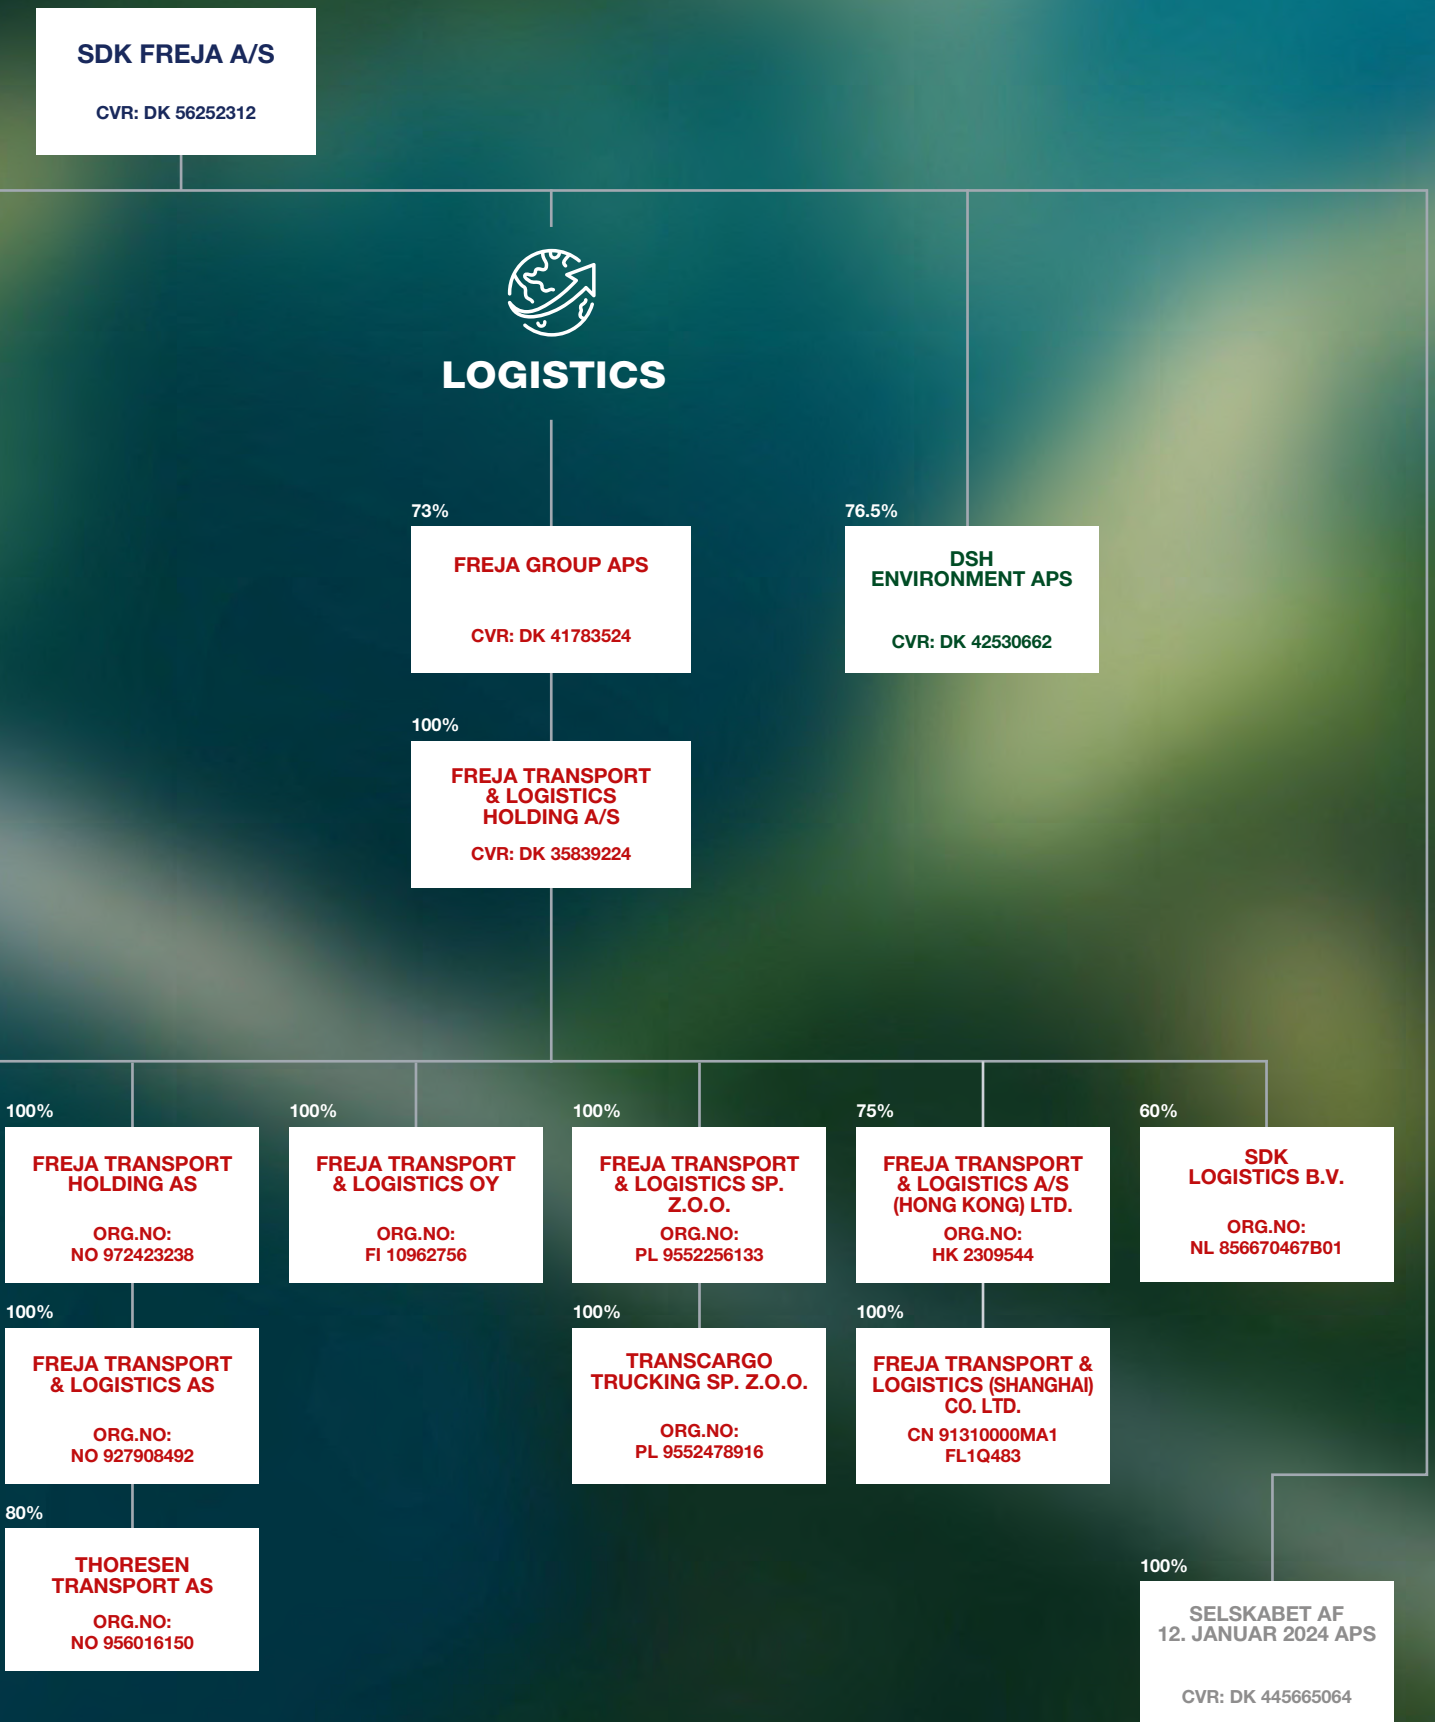 SDK FREJA A/S
CVR: DK 56252312
LOGISTICS
73%
FREJA GROUP APS
CVR: DK 41783524
76.5%
DSH
ENVIRONMENT APS
CVR: DK 42530662
100%
FREJA TRANSPORT
& LOGISTICS
HOLDING A/S
CVR: DK 35839224
100%
FREJA TRANSPORT
HOLDING AS
ORG.NO:
NO 972423238
100%
FREJA TRANSPORT
& LOGISTICS OY
ORG.NO:
FI 10962756
100%
FREJA TRANSPORT
& LOGISTICS SP.
Z.O.O.
ORG.NO:
PL 9552256133
75%
FREJA TRANSPORT
& LOGISTICS A/S
(HONG KONG) LTD.
ORG.NO:
HK 2309544
60%
SDK
LOGISTICS B.V.
ORG.NO:
NL 856670467B01
100%
FREJA TRANSPORT
& LOGISTICS AS
ORG.NO:
NO 927908492
100%
TRANSCARGO
TRUCKING SP. Z.O.O.
ORG.NO:
PL 9552478916
100%
FREJA TRANSPORT &
LOGISTICS (SHANGHAI)
CO. LTD.
CN 91310000MA1
FL1Q483
80%
THORESEN
TRANSPORT AS
ORG.NO:
NO 956016150
100%
SELSKABET AF
12. JANUAR 2024 APS
CVR: DK 445665064